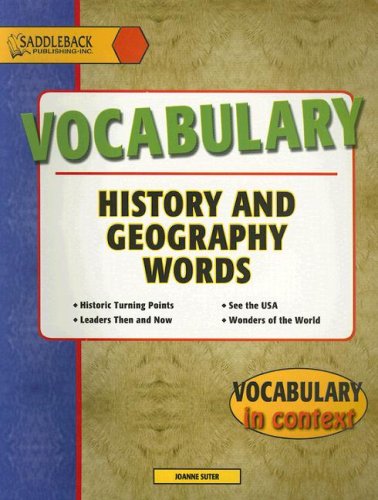 SADDLEBACK
PUBLISHING·INC.
VOCABULARY
HISTORY AND
GEOGRAPHY
WORDS
• Historic Turning Points
• See the USA
• Leaders Then and Now
• Wonders of the World
VOCABULARY
in context
JOANNE SUTER